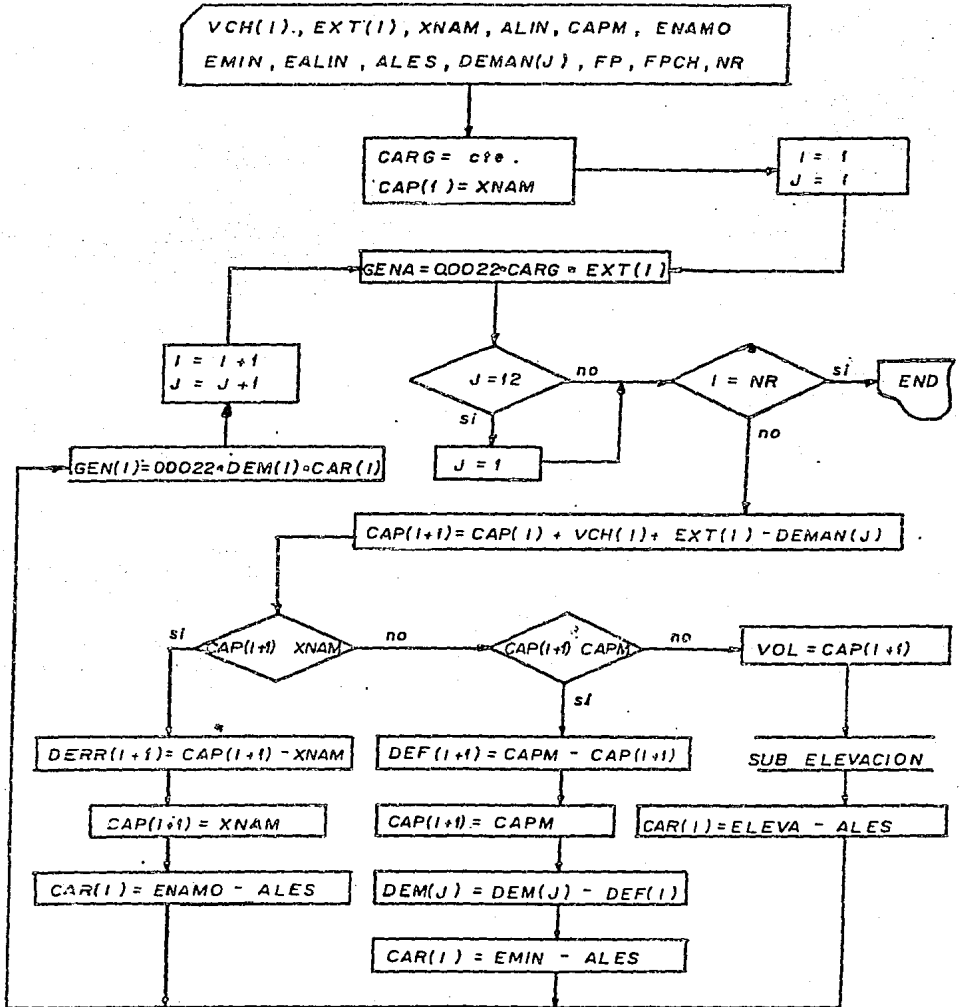 VCH(I)., EXT(I), XNAM, ALIN, CAPM, ENAMO
EMIN, EALIN, ALES, DEMAN(J), FP, FPCH, NR
CARG = cte.
CAP(1) = XNAM
I = 1
J = 1
GENA = 0.0022*CARG * EXT(I)
I = I +1
J = J +1
J = 12
no
I = NR
si
END
si
no
J = 1
GEN(I)=00022*DEM(I)*CAR(I)
CAP(I+1) = CAP(I) + VCH(I) + EXT(I) - DEMAN(J)
si
CAP(I+1) XNAM
no
CAP(I+1) CAPM
no
VOL = CAP(I+1)
si
DERR(I+1) = CAP(I+1) - XNAM
DEF(I+1) = CAPM - CAP(I+1)
SUB ELEVACION
CAP(I+1) = XNAM
CAP(I+1) = CAPM
CAR(I) = ELEVA - ALES
CAR(I) = ENAMO - ALES
DEM(J) = DEM(J) - DEF(I)
CAR(I) = EMIN - ALES